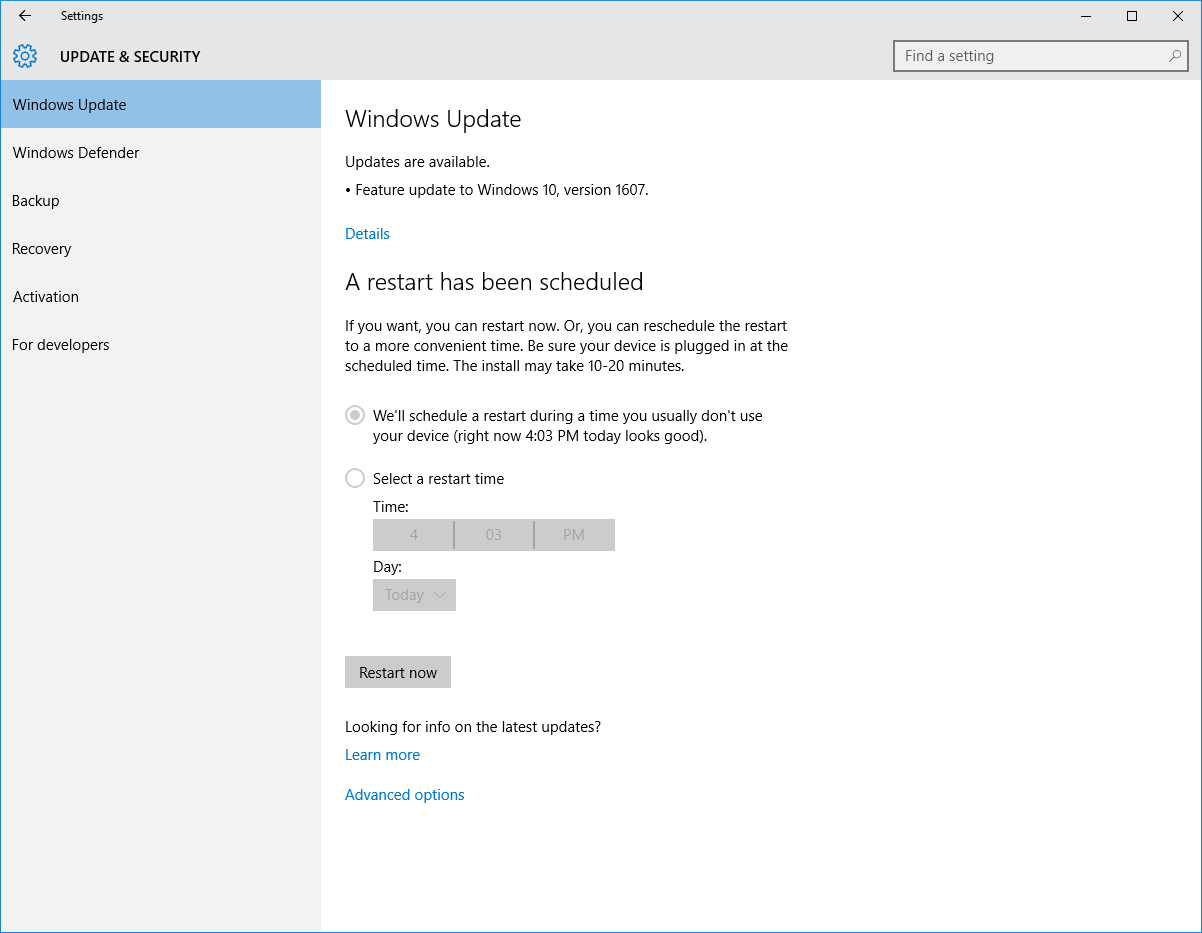 Settings
UPDATE & SECURITY
Find a setting
Windows Update
Windows Defender
Backup
Recovery
Activation
For developers
Windows Update
Updates are available.
• Feature update to Windows 10, version 1607.
Details
A restart has been scheduled
If you want, you can restart now. Or, you can reschedule the restart
to a more convenient time. Be sure your device is plugged in at the
scheduled time. The install may take 10-20 minutes.
We'll schedule a restart during a time you usually don't use
your device (right now 4:03 PM today looks good).
Select a restart time
Time:
4 03 PM
Day:
Today
Restart now
Looking for info on the latest updates?
Learn more
Advanced options